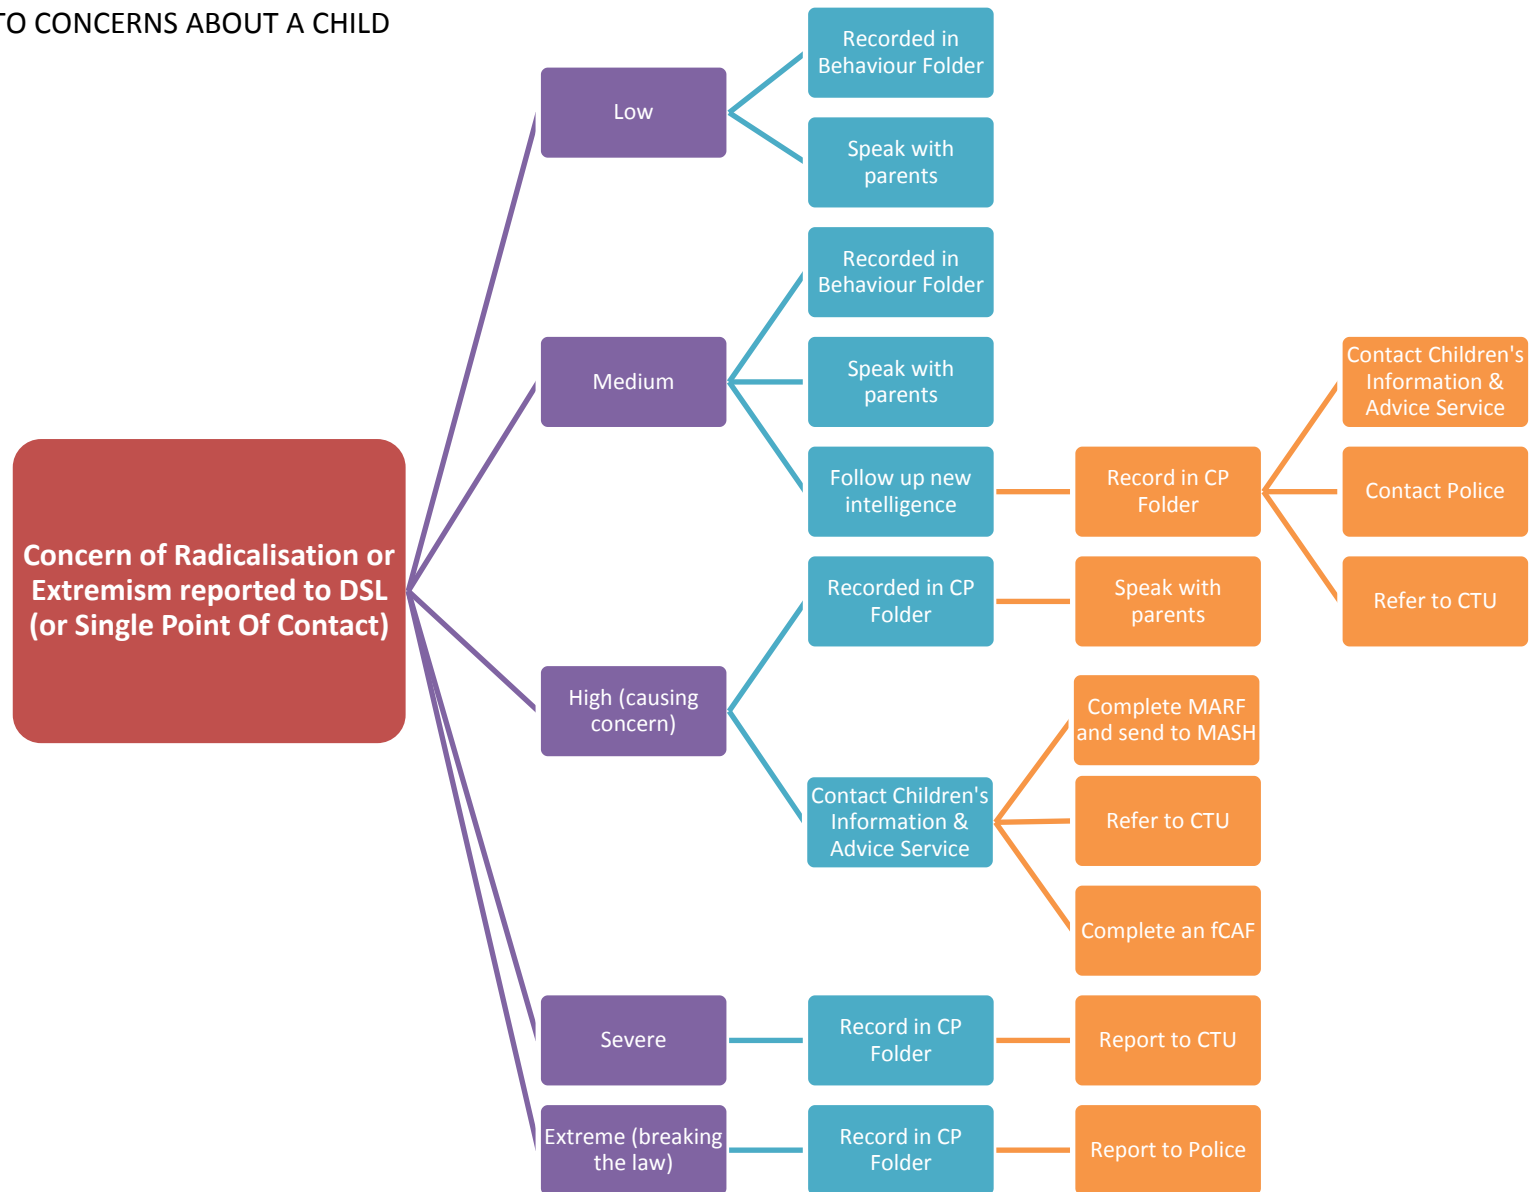 TO CONCERNS ABOUT A CHILD
Concern of Radicalisation or
Extremism reported to DSL
(or Single Point Of Contact)
Low
Recorded in
Behaviour Folder
Speak with
parents
Medium
Recorded in
Behaviour Folder
Speak with
parents
Follow up new
intelligence
Record in CP
Folder
Contact Children's
Information &
Advice Service
Contact Police
Refer to CTU
High (causing
concern)
Recorded in CP
Folder
Speak with
parents
Contact Children's
Information &
Advice Service
Complete MARF
and send to MASH
Refer to CTU
Complete an fCAF
Severe
Record in CP
Folder
Report to CTU
Extreme (breaking
the law)
Record in CP
Folder
Report to Police